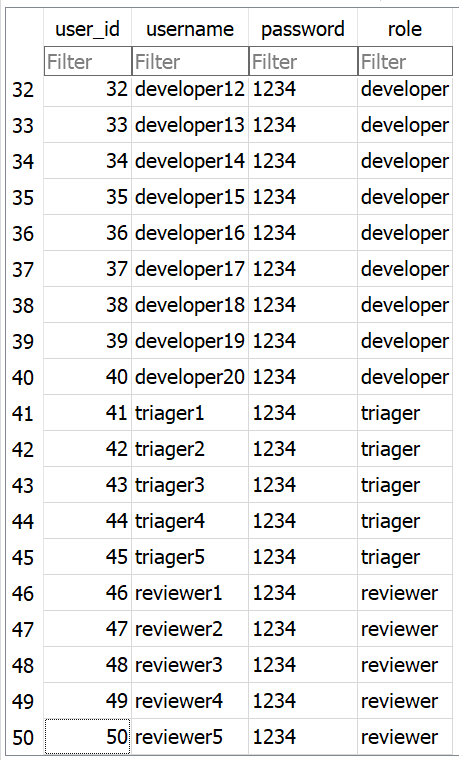 user_id username password role
Filter Filter Filter Filter
32 32 developer12 1234 developer
33 33 developer13 1234 developer
34 34 developer14 1234 developer
35 35 developer15 1234 developer
36 36 developer16 1234 developer
37 37 developer17 1234 developer
38 38 developer18 1234 developer
39 39 developer19 1234 developer
40 40 developer20 1234 developer
41 41 triager1 1234 triager
42 42 triager2 1234 triager
43 43 triager3 1234 triager
44 44 triager4 1234 triager
45 45 triager5 1234 triager
46 46 reviewer1 1234 reviewer
47 47 reviewer2 1234 reviewer
48 48 reviewer3 1234 reviewer
49 49 reviewer4 1234 reviewer
50 50 reviewer5 1234 reviewer